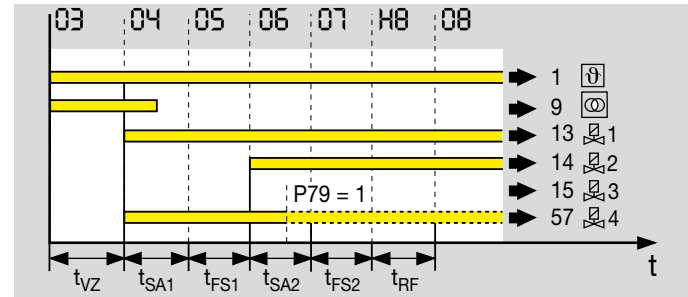 03 04 05 06 07 H8 08
1 ϑ
9
13 1
14 2
15 3
P79 = 1
57 4
t
tVZ tSA1 tFS1 tSA2 tFS2 tRF